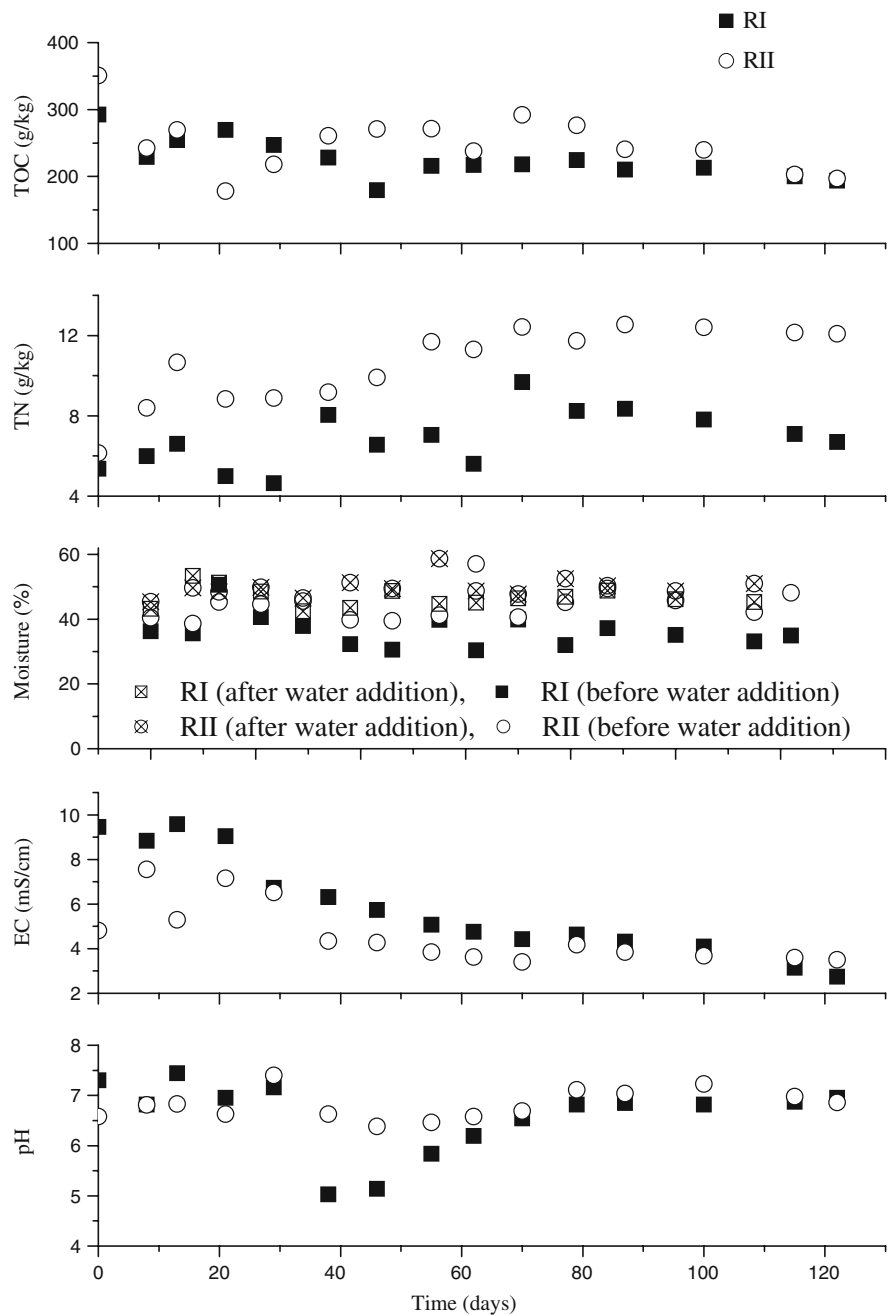 RI
RII
400
300
200
100
TOC (g/kg)
12
8
4
TN (g/kg)
60
40
20
0
Moisture (%)
RI (after water addition), RI (before water addition)
RII (after water addition), RII (before water addition)
10
8
6
4
2
EC (mS/cm)
8
7
6
5
4
pH
0 20 40 60 80 100 120
Time (days)